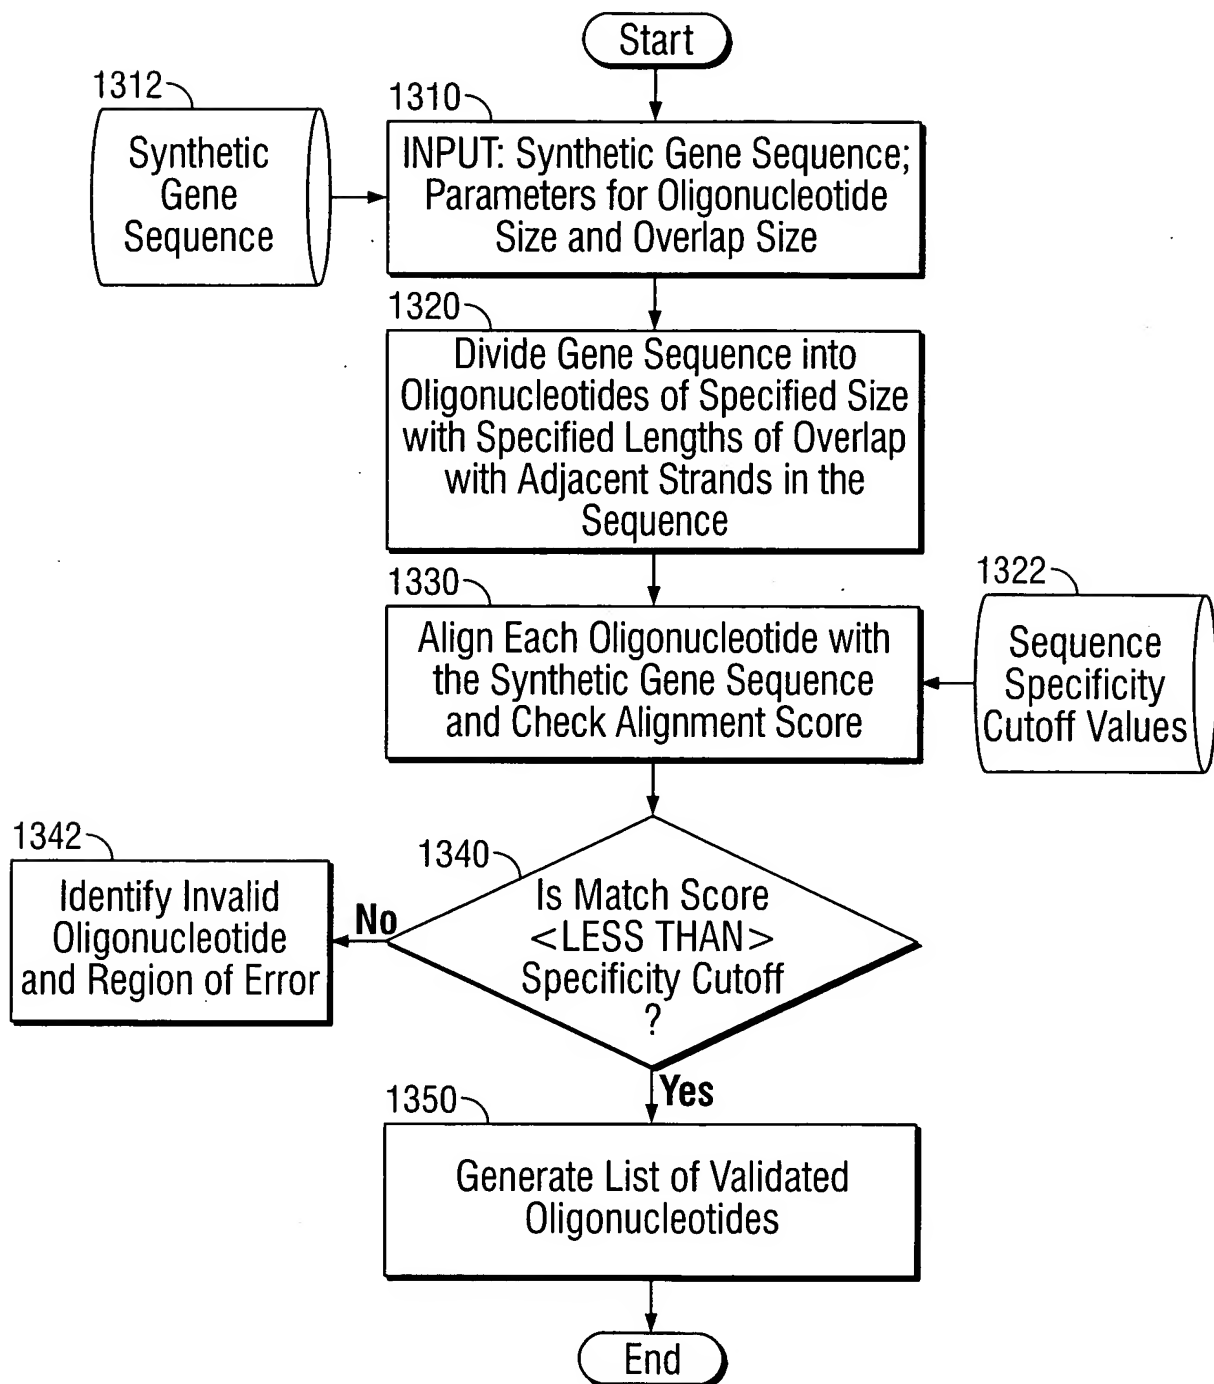 Start
1312
Synthetic
Gene
Sequence
1310
INPUT: Synthetic Gene Sequence;
Parameters for Oligonucleotide
Size and Overlap Size
1320
Divide Gene Sequence into
Oligonucleotides of Specified Size
with Specified Lengths of Overlap
with Adjacent Strands in the
Sequence
1330
Align Each Oligonucleotide with
the Synthetic Gene Sequence
and Check Alignment Score
1322
Sequence
Specificity
Cutoff Values
1340
Is Match Score
<LESS THAN>
Specificity Cutoff
?
No
1342
Identify Invalid
Oligonucleotide
and Region of Error
Yes
1350
Generate List of Validated
Oligonucleotides
End